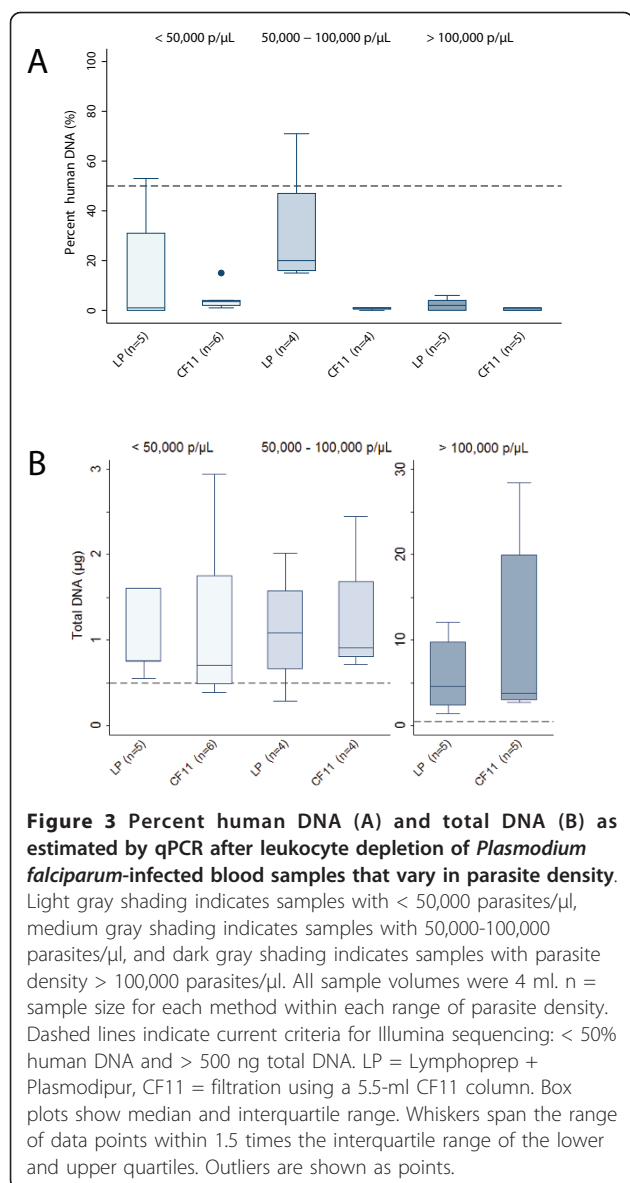 A
< 50,000 p/µL 50,000 – 100,000 p/µL > 100,000 p/µL
Percent human DNA (%)
100
80
60
40
20
0
LP (n=5) CF11 (n=6) LP (n=4) CF11 (n=4) LP (n=5) CF11 (n=5)
B
< 50,000 p/µL 50,000 - 100,000 p/µL > 100,000 p/µL
Total DNA (µg)
3
2
1
0
30
20
10
0
LP (n=5) CF11 (n=6) LP (n=4) CF11 (n=4) LP (n=5) CF11 (n=5)
Figure 3 Percent human DNA (A) and total DNA (B) as
estimated by qPCR after leukocyte depletion of Plasmodium
falciparum-infected blood samples that vary in parasite density.
Light gray shading indicates samples with < 50,000 parasites/µl,
medium gray shading indicates samples with 50,000-100,000
parasites/µl, and dark gray shading indicates samples with parasite
density > 100,000 parasites/µl. All sample volumes were 4 ml. n =
sample size for each method within each range of parasite density.
Dashed lines indicate current criteria for Illumina sequencing: < 50%
human DNA and > 500 ng total DNA. LP = Lymphoprep +
Plasmodipur, CF11 = filtration using a 5.5-ml CF11 column. Box
plots show median and interquartile range. Whiskers span the range
of data points within 1.5 times the interquartile range of the lower
and upper quartiles. Outliers are shown as points.